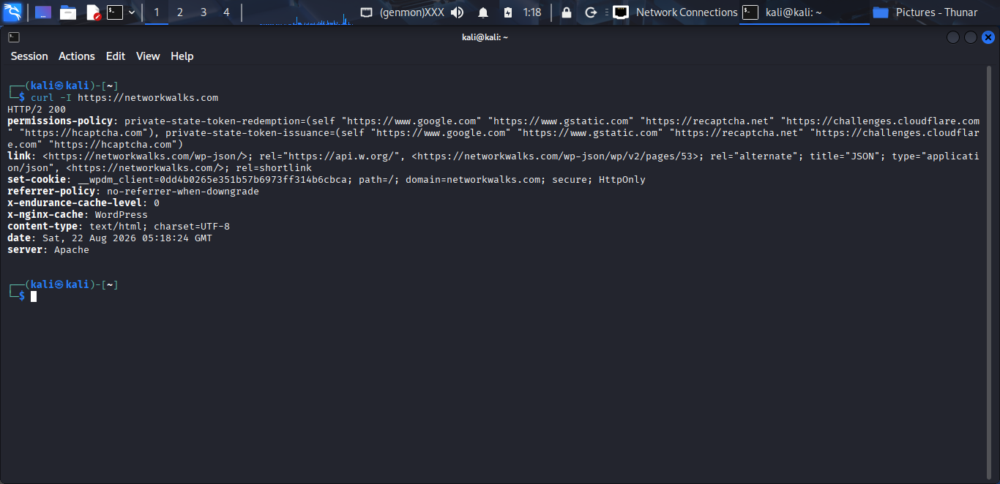 1 2 3 4 (genmon)XXX 1:18 Network Connections kali@kali: ~ Pictures - Thunar
kali@kali: ~
Session Actions Edit View Help
┌──(kali㉿kali)-[~]
└─$ curl -I https://networkwalks.com
HTTP/2 200
permissions-policy: private-state-token-redemption=(self "https://www.google.com" "https://www.gstatic.com" "https://recaptcha.net" "https://challenges.cloudflare.com
" "https://hcaptcha.com"), private-state-token-issuance=(self "https://www.google.com" "https://www.gstatic.com" "https://recaptcha.net" "https://challenges.cloudflar
e.com" "https://hcaptcha.com")
link: <https://networkwalks.com/wp-json/>; rel="https://api.w.org/", <https://networkwalks.com/wp-json/wp/v2/pages/53>; rel="alternate"; title="JSON"; type="applicati
on/json", <https://networkwalks.com/>; rel=shortlink
set-cookie: __wpdm_client=0dd4b0265e351b57b6973ff314b6cbca; path=/; domain=networkwalks.com; secure; HttpOnly
referrer-policy: no-referrer-when-downgrade
x-endurance-cache-level: 0
x-nginx-cache: WordPress
content-type: text/html; charset=UTF-8
date: Sat, 22 Aug 2026 05:18:24 GMT
server: Apache
┌──(kali㉿kali)-[~]
└─$